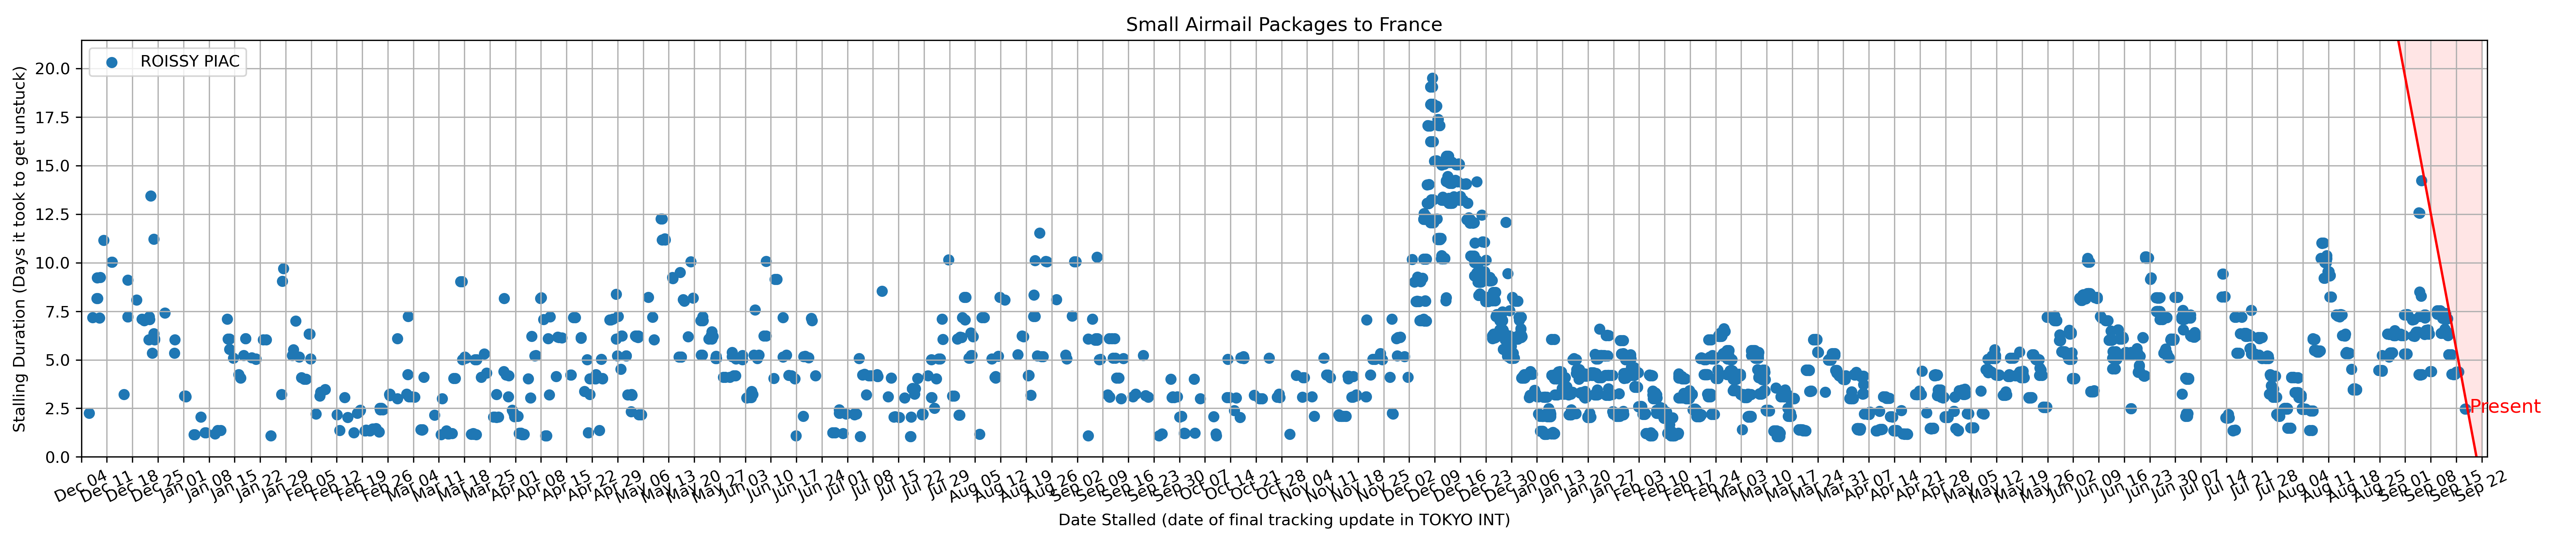 Small Airmail Packages to France
ROISSY PIAC
Stalling Duration (Days it took to get unstuck)
20.0
17.5
15.0
12.5
10.0
7.5
5.0
2.5
0.0
Present
Dec 04 Dec 11 Dec 18 Dec 25 Jan 01 Jan 08 Jan 15 Jan 22 Jan 29 Feb 05 Feb 12 Feb 19 Feb 26 Mar 04 Mar 11 Mar 18 Mar 25 Apr 01 Apr 08 Apr 15 Apr 22 Apr 29 May 06 May 13 May 20 May 27 Jun 03 Jun 10 Jun 17 Jun 24 Jul 01 Jul 08 Jul 15 Jul 22 Jul 29 Aug 05 Aug 12 Aug 19 Aug 26 Sep 02 Sep 09 Sep 16 Sep 23 Sep 30 Oct 07 Oct 14 Oct 21 Oct 28 Nov 04 Nov 11 Nov 18 Nov 25 Dec 02 Dec 09 Dec 16 Dec 23 Dec 30 Jan 06 Jan 13 Jan 20 Jan 27 Feb 03 Feb 10 Feb 17 Feb 24 Mar 03 Mar 10 Mar 17 Mar 24 Mar 31 Apr 07 Apr 14 Apr 21 Apr 28 May 05 May 12 May 19 May 26 Jun 02 Jun 09 Jun 16 Jun 23 Jun 30 Jul 07 Jul 14 Jul 21 Jul 28 Aug 04 Aug 11 Aug 18 Aug 25 Sep 01 Sep 08 Sep 15 Sep 22
Date Stalled (date of final tracking update in TOKYO INT)